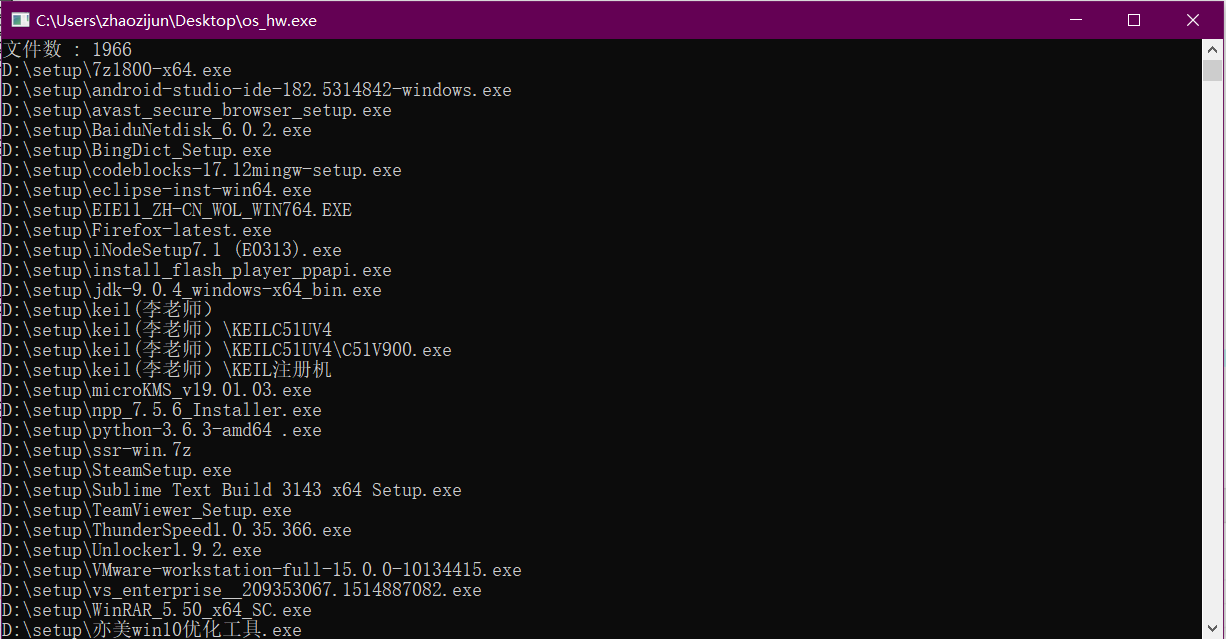 C:\Users\zhaozijun\Desktop\os_hw.exe
文件数 : 1966
D:\setup\7z1800-x64.exe
D:\setup\android-studio-ide-182.5314842-windows.exe
D:\setup\avast_secure_browser_setup.exe
D:\setup\BaiduNetdisk_6.0.2.exe
D:\setup\BingDict_Setup.exe
D:\setup\codeblocks-17.12mingw-setup.exe
D:\setup\eclipse-inst-win64.exe
D:\setup\EIE11_ZH-CN_WOL_WIN764.EXE
D:\setup\Firefox-latest.exe
D:\setup\iNodeSetup7.1 (E0313).exe
D:\setup\install_flash_player_ppapi.exe
D:\setup\jdk-9.0.4_windows-x64_bin.exe
D:\setup\keil(李老师）
D:\setup\keil(李老师）\KEILC51UV4
D:\setup\keil(李老师）\KEILC51UV4\C51V900.exe
D:\setup\keil(李老师）\KEIL注册机
D:\setup\microKMS_v19.01.03.exe
D:\setup\npp_7.5.6_Installer.exe
D:\setup\python-3.6.3-amd64 .exe
D:\setup\ssr-win.7z
D:\setup\SteamSetup.exe
D:\setup\Sublime Text Build 3143 x64 Setup.exe
D:\setup\TeamViewer_Setup.exe
D:\setup\ThunderSpeed1.0.35.366.exe
D:\setup\Unlocker1.9.2.exe
D:\setup\VMware-workstation-full-15.0.0-10134415.exe
D:\setup\vs_enterprise__209353067.1514887082.exe
D:\setup\WinRAR_5.50_x64_SC.exe
D:\setup\亦美win10优化工具.exe